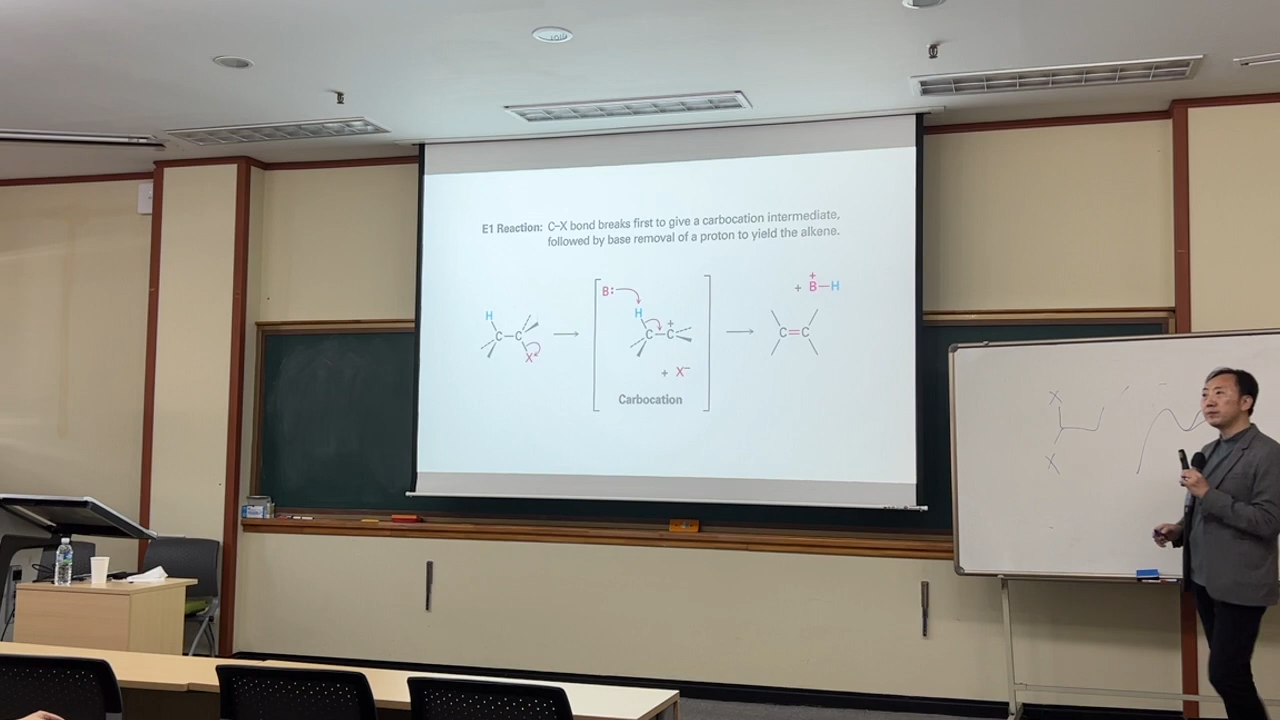 E1 Reaction: C–X bond breaks first to give a carbocation intermediate,
followed by base removal of a proton to yield the alkene.
B:
H
H
C–C
X
C–C
+
+ X−
Carbocation
+
+ B–H
C=C
X
X